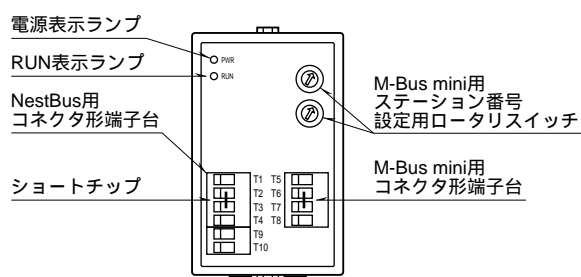 電源表示ランプ
RUN表示ランプ
NestBus用
コネクタ形端子台
ショートチップ
PWR
RUN
M-Bus mini用
ステーション番号
設定用ロータリスイッチ
M-Bus mini用
コネクタ形端子台
T1 T5
T2 T6
T3 T7
T4 T8
T9
T10